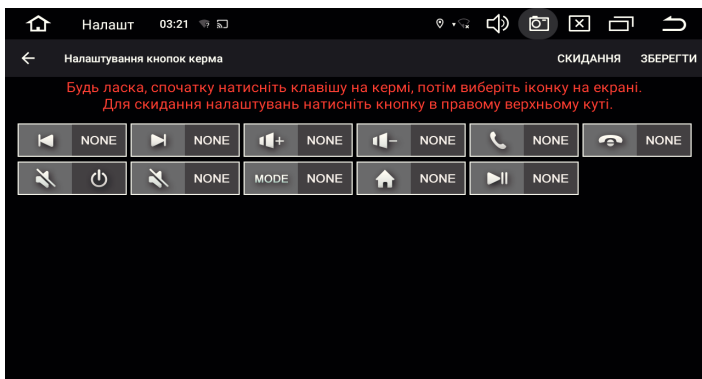 Налашт 03:21
Налаштування кнопок керма СКИДАННЯ ЗБЕРЕГТИ
Будь ласка, спочатку натисніть клавішу на кермі, потім виберіть іконку на екрані.
Для скидання налаштувань натисніть кнопку в правому верхньому куті.
NONE NONE NONE NONE NONE NONE
NONE MODE NONE NONE NONE